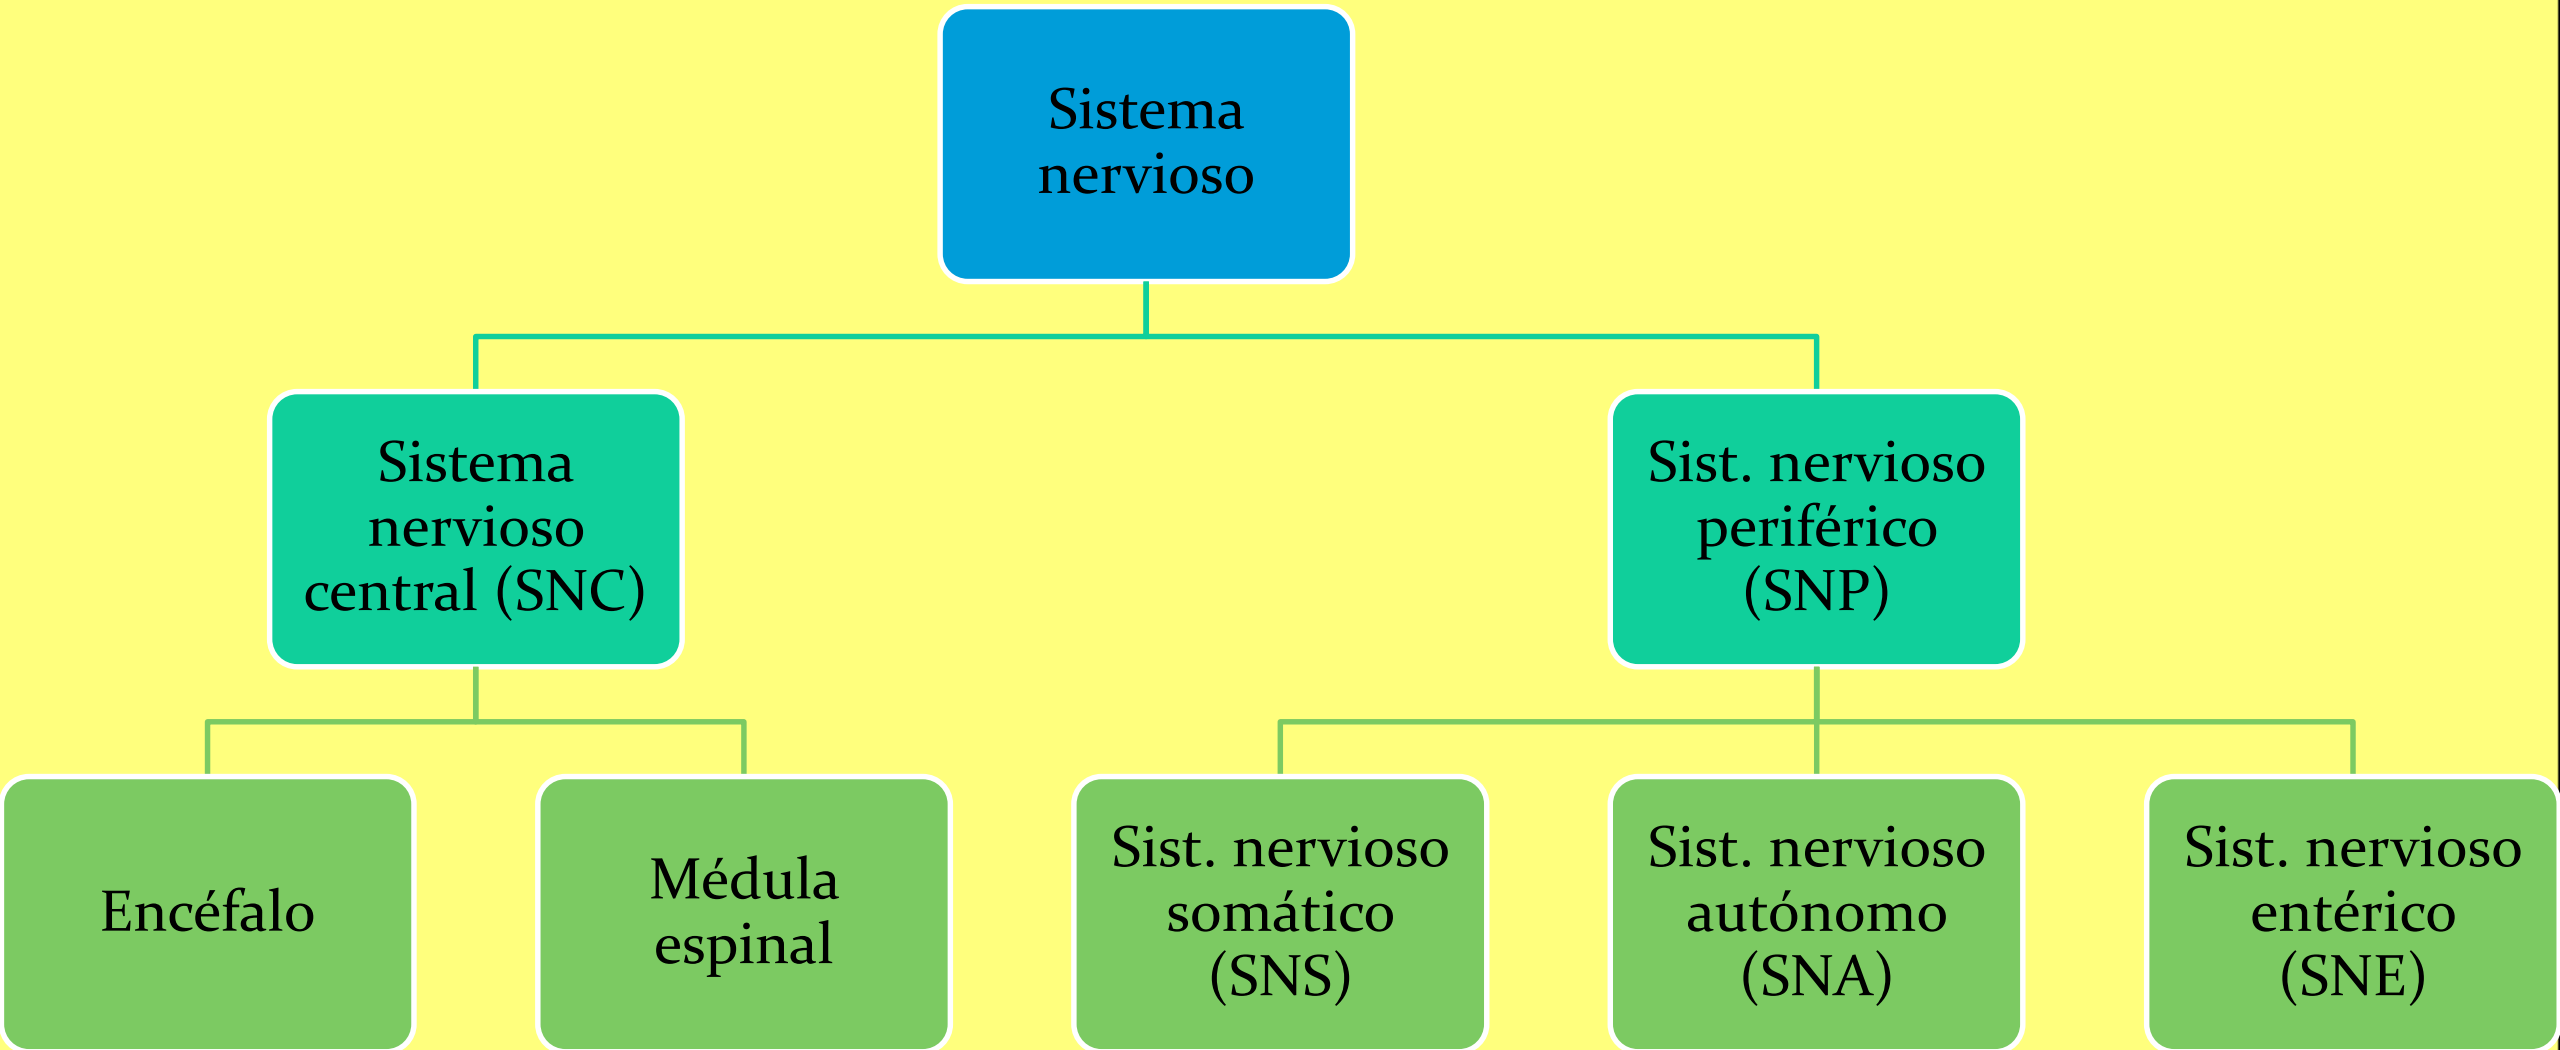 Sistema
nervioso
Sistema
nervioso
central (SNC)
Sist. nervioso
periférico
(SNP)
Encéfalo
Médula
espinal
Sist. nervioso
somático
(SNS)
Sist. nervioso
autónomo
(SNA)
Sist. nervioso
entérico
(SNE)